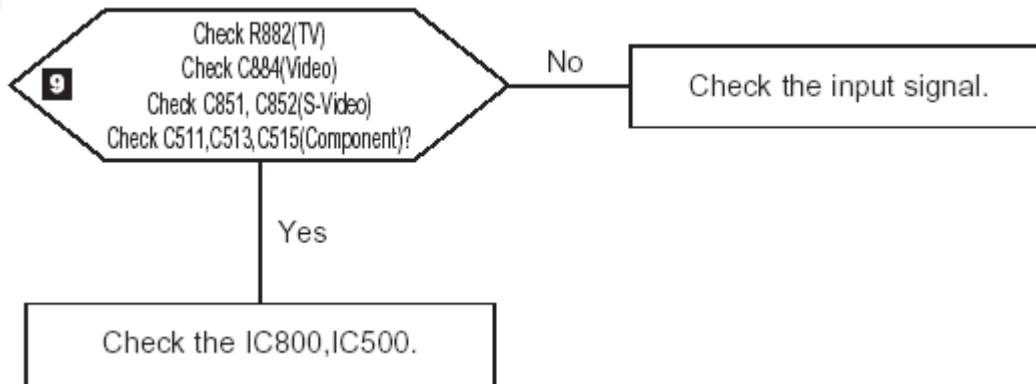 9
Check R882(TV)
Check C884(Video)
Check C851, C852(S-Video)
Check C511,C513,C515(Component)?
No
Check the input signal.
Yes
Check the IC800,IC500.